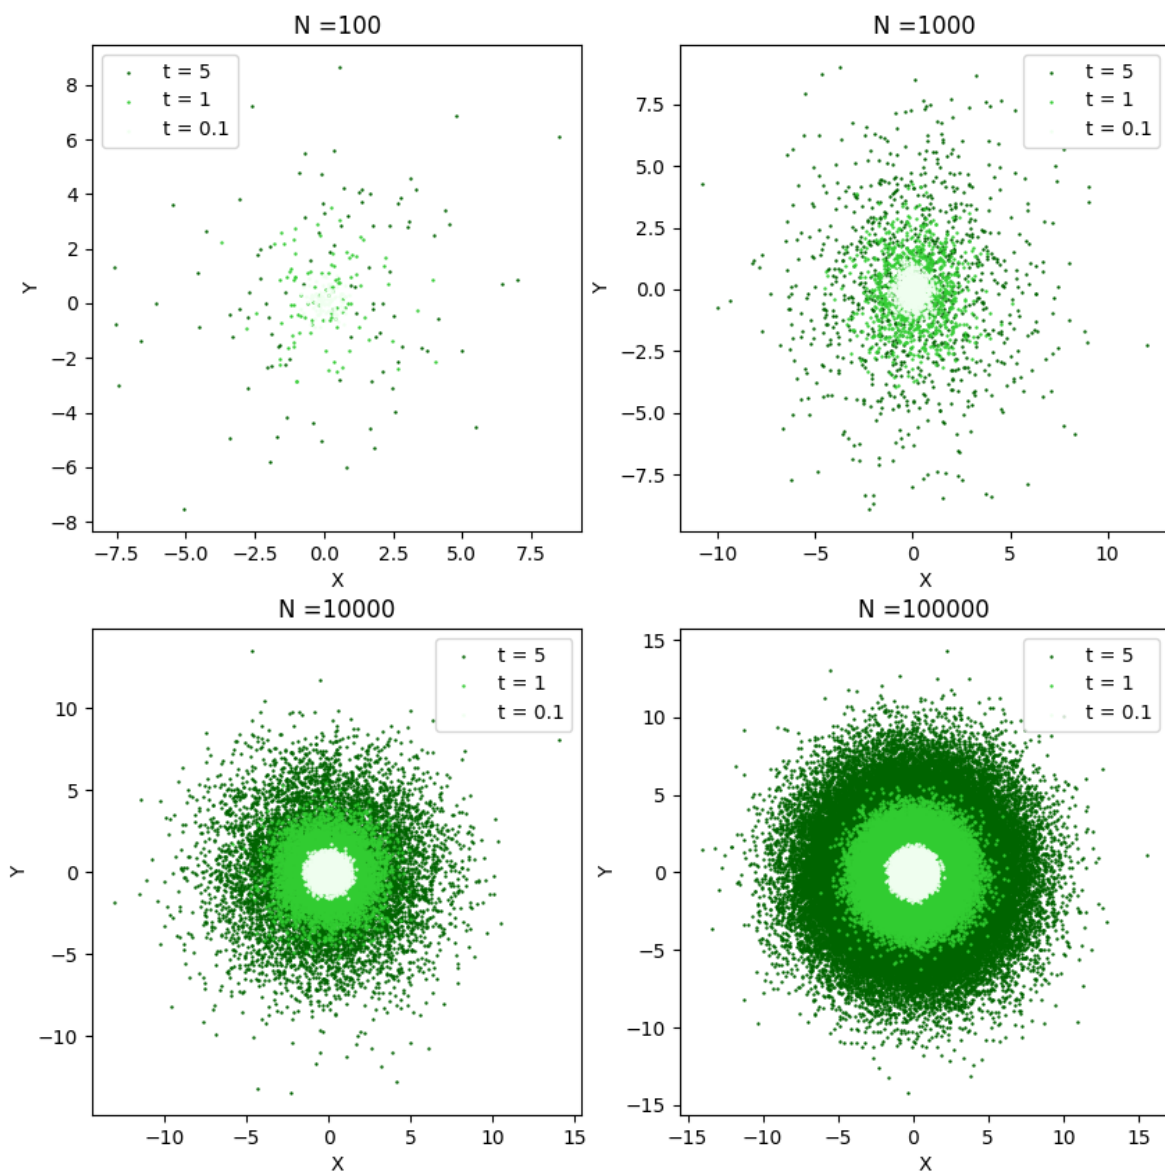 N =100
t = 5
t = 1
t = 0.1
8
6
4
2
0
−2
−4
−6
−8
Y
−7.5 −5.0 −2.5 0.0 2.5 5.0 7.5
X
N =1000
t = 5
t = 1
t = 0.1
7.5
5.0
2.5
0.0
−2.5
−5.0
−7.5
Y
−10 −5 0 5 10
X
N =10000
t = 5
t = 1
t = 0.1
10
5
0
−5
−10
Y
−10 −5 0 5 10 15
X
N =100000
t = 5
t = 1
t = 0.1
15
10
5
0
−5
−10
−15
Y
−15 −10 −5 0 5 10 15
X